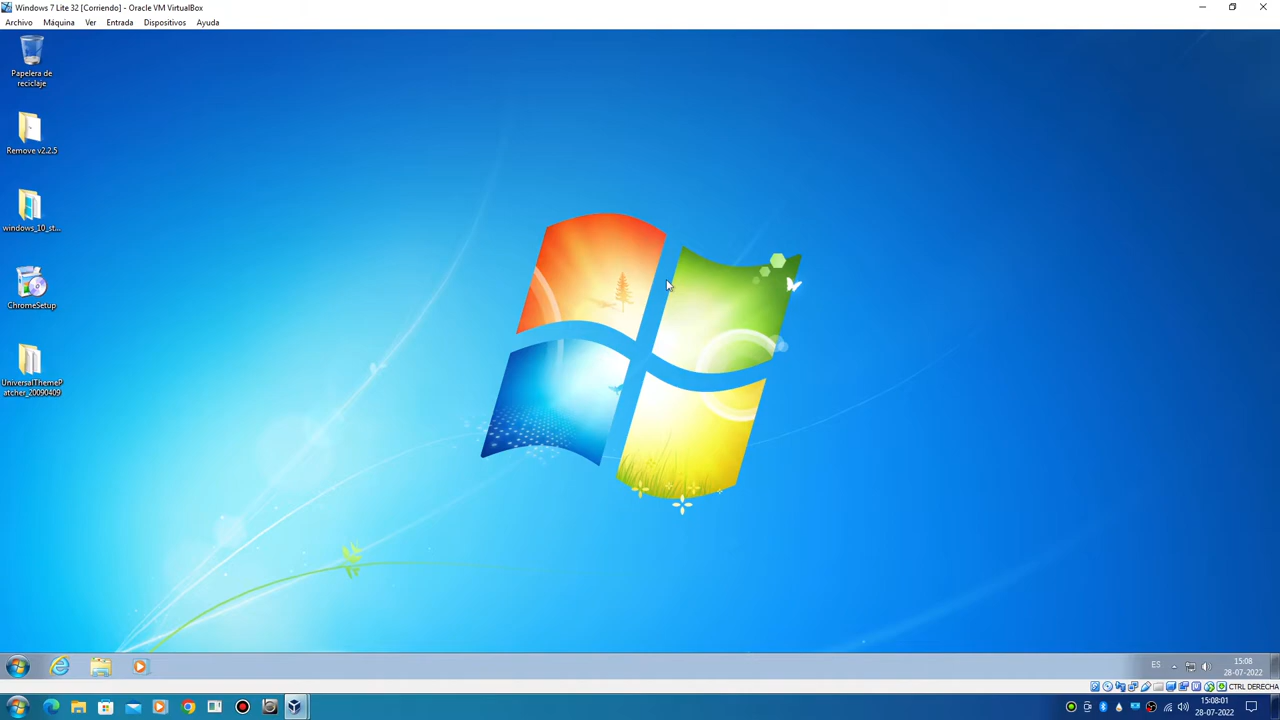 Windows 7 Lite 32 [Corriendo] - Oracle VM VirtualBox
Archivo Máquina Ver Entrada Dispositivos Ayuda
Papelera de
reciclaje
Remove v2.2.5
windows_10_st...
ChromeSetup
UniversalThemeP
atcher_20090409
ES
15:08
28-07-2022
CTRL DERECHA
15:08:01
28-07-2022